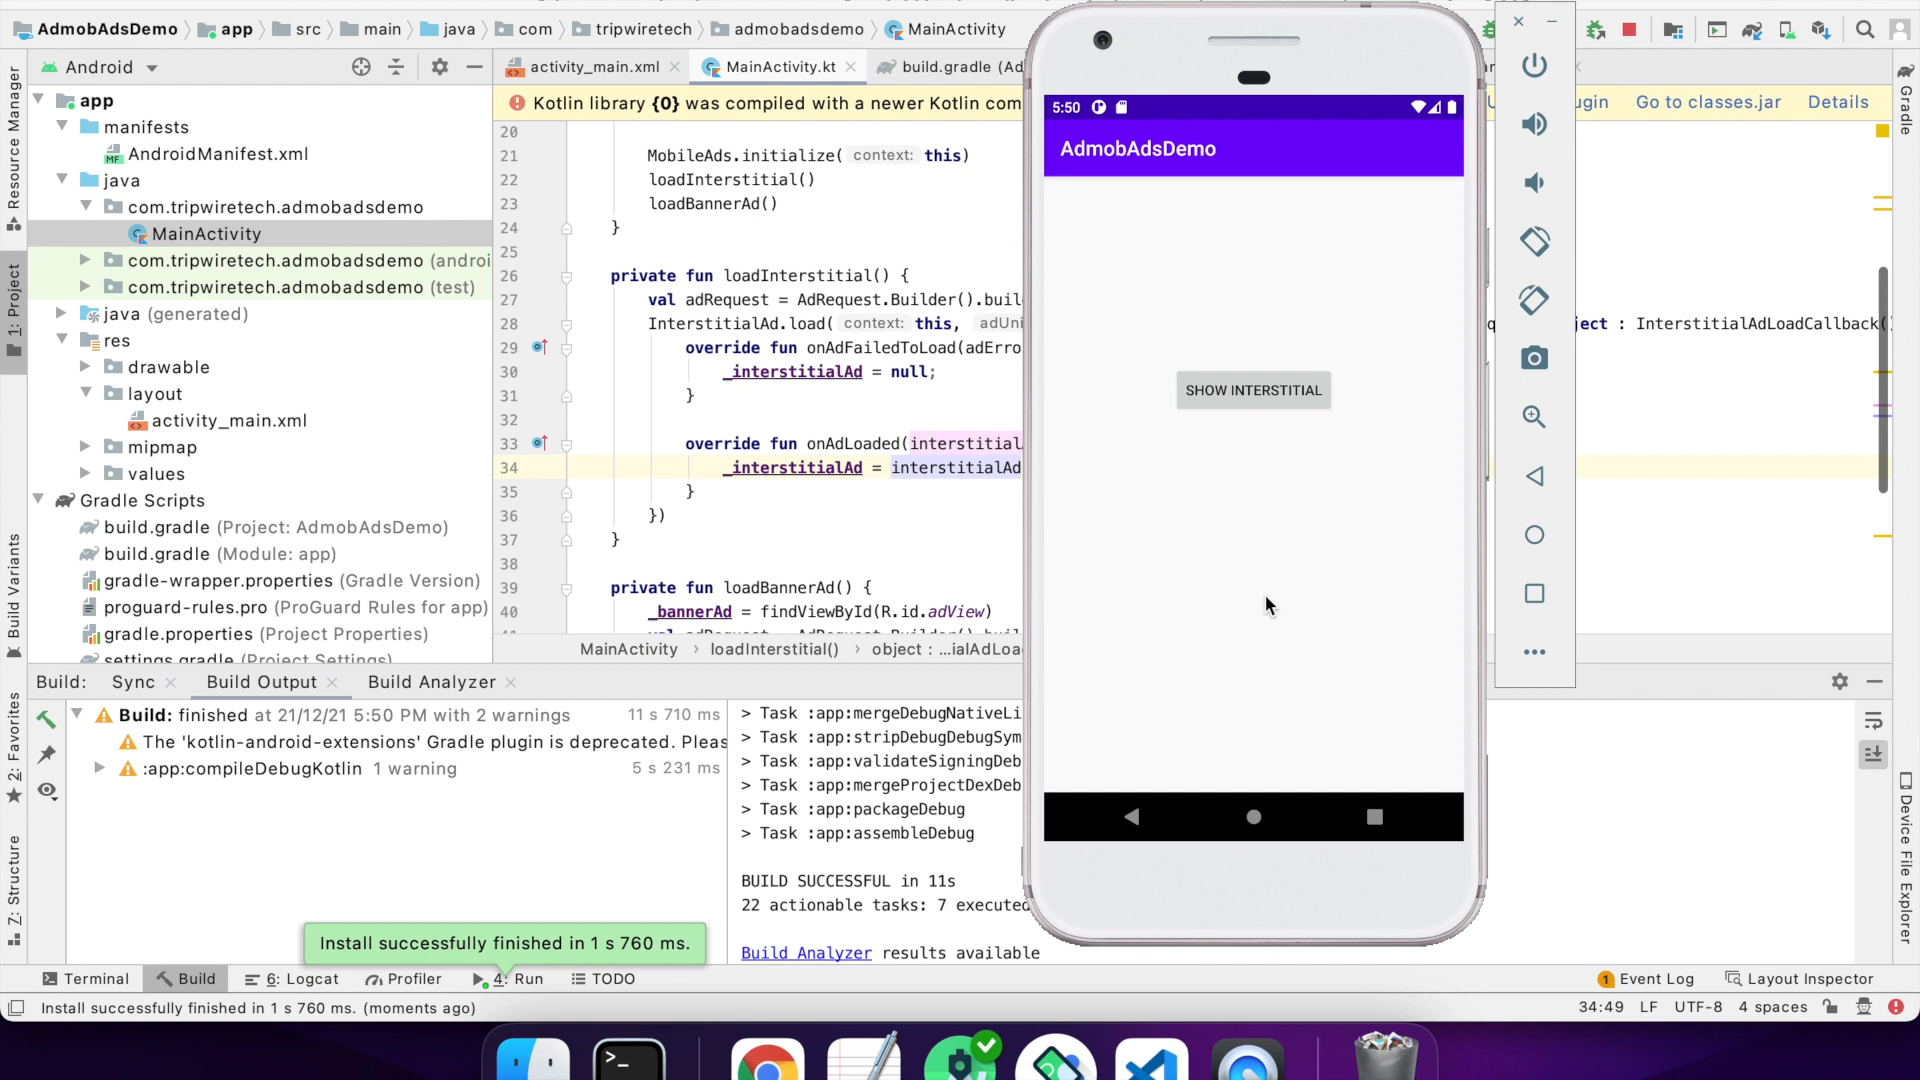 AdmobAdsDemo app src main java com tripwiretech admobadsdemo MainActivity
Android
activity_main.xml MainActivity.kt build.gradle (Ad
Kotlin library {0} was compiled with a newer Kotlin com
ugin Go to classes.jar Details
app
manifests
AndroidManifest.xml
java
com.tripwiretech.admobadsdemo
MainActivity
com.tripwiretech.admobadsdemo (androi
com.tripwiretech.admobadsdemo (test)
java (generated)
res
drawable
layout
activity_main.xml
mipmap
values
Gradle Scripts
build.gradle (Project: AdmobAdsDemo)
build.gradle (Module: app)
gradle-wrapper.properties (Gradle Version)
proguard-rules.pro (ProGuard Rules for app)
gradle.properties (Project Properties)
settings.gradle (Project Settings)
Resource Manager
1: Project
Build Variants
2: Favorites
Z: Structure
20
21 MobileAds.initialize( context: this)
22 loadInterstitial()
23 loadBannerAd()
24 }
25
26 private fun loadInterstitial() {
27 val adRequest = AdRequest.Builder().buil
28 InterstitialAd.load( context: this, adUni
ject : InterstitialAdLoadCallback()
29 override fun onAdFailedToLoad(adErro
30 _interstitialAd = null;
31 }
32
33 override fun onAdLoaded(interstitial
34 _interstitialAd = interstitialAd
35 }
36 })
37 }
38
39 private fun loadBannerAd() {
40 _bannerAd = findViewById(R.id.adView)
MainActivity loadInterstitial() object : ...ialAdLoa
5:50
AdmobAdsDemo
SHOW INTERSTITIAL
Gradle
Device File Explorer
Build: Sync Build Output Build Analyzer
Build: finished at 21/12/21 5:50 PM with 2 warnings 11 s 710 ms
The 'kotlin-android-extensions' Gradle plugin is deprecated. Pleas
:app:compileDebugKotlin 1 warning 5 s 231 ms
> Task :app:mergeDebugNativeLi
> Task :app:stripDebugDebugSym
> Task :app:validateSigningDeb
> Task :app:mergeProjectDexDeb
> Task :app:packageDebug
> Task :app:assembleDebug
BUILD SUCCESSFUL in 11s
22 actionable tasks: 7 executed
Build Analyzer results available
Install successfully finished in 1 s 760 ms.
Terminal Build 6: Logcat Profiler 4: Run TODO
1 Event Log Layout Inspector
Install successfully finished in 1 s 760 ms. (moments ago)
34:49 LF UTF-8 4 spaces